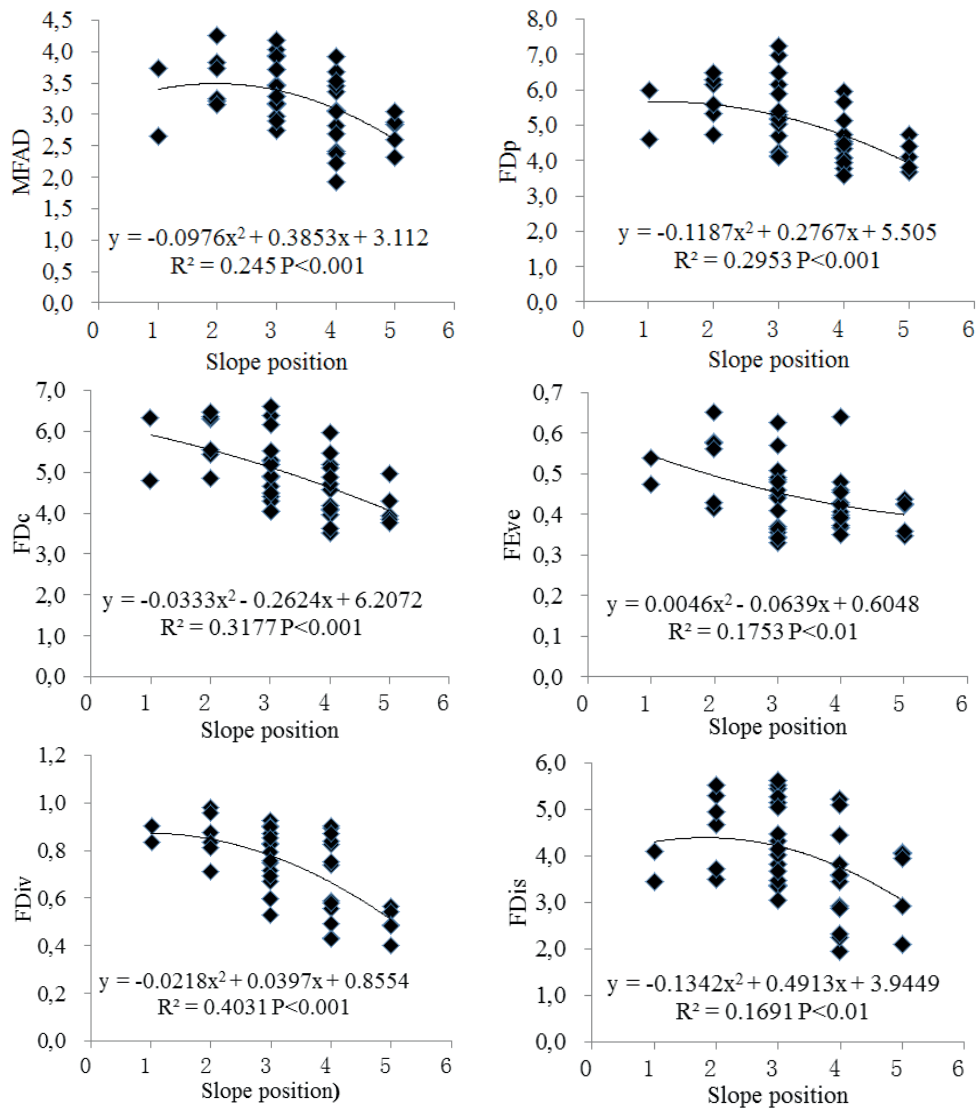 4,5
4,0
3,5
3,0
2,5
2,0
1,5
1,0
0,5
0,0
MFAD
y = -0.0976x² + 0.3853x + 3.112
R² = 0.245 P<0.001
0 1 2 3 4 5 6
Slope position
8,0
7,0
6,0
5,0
4,0
3,0
2,0
1,0
0,0
FDp
y = -0.1187x² + 0.2767x + 5.505
R² = 0.2953 P<0.001
0 1 2 3 4 5 6
Slope position
7,0
6,0
5,0
4,0
3,0
2,0
1,0
0,0
FDc
y = -0.0333x² - 0.2624x + 6.2072
R² = 0.3177 P<0.001
0 1 2 3 4 5 6
Slope position
0,7
0,6
0,5
0,4
0,3
0,2
0,1
0,0
FEve
y = 0.0046x² - 0.0639x + 0.6048
R² = 0.1753 P<0.01
0 1 2 3 4 5 6
Slope position
1,2
1,0
0,8
0,6
0,4
0,2
0,0
FDiv
y = -0.0218x² + 0.0397x + 0.8554
R² = 0.4031 P<0.001
0 1 2 3 4 5 6
Slope position)
6,0
5,0
4,0
3,0
2,0
1,0
0,0
FDis
y = -0.1342x² + 0.4913x + 3.9449
R² = 0.1691 P<0.01
0 1 2 3 4 5 6
Slope position